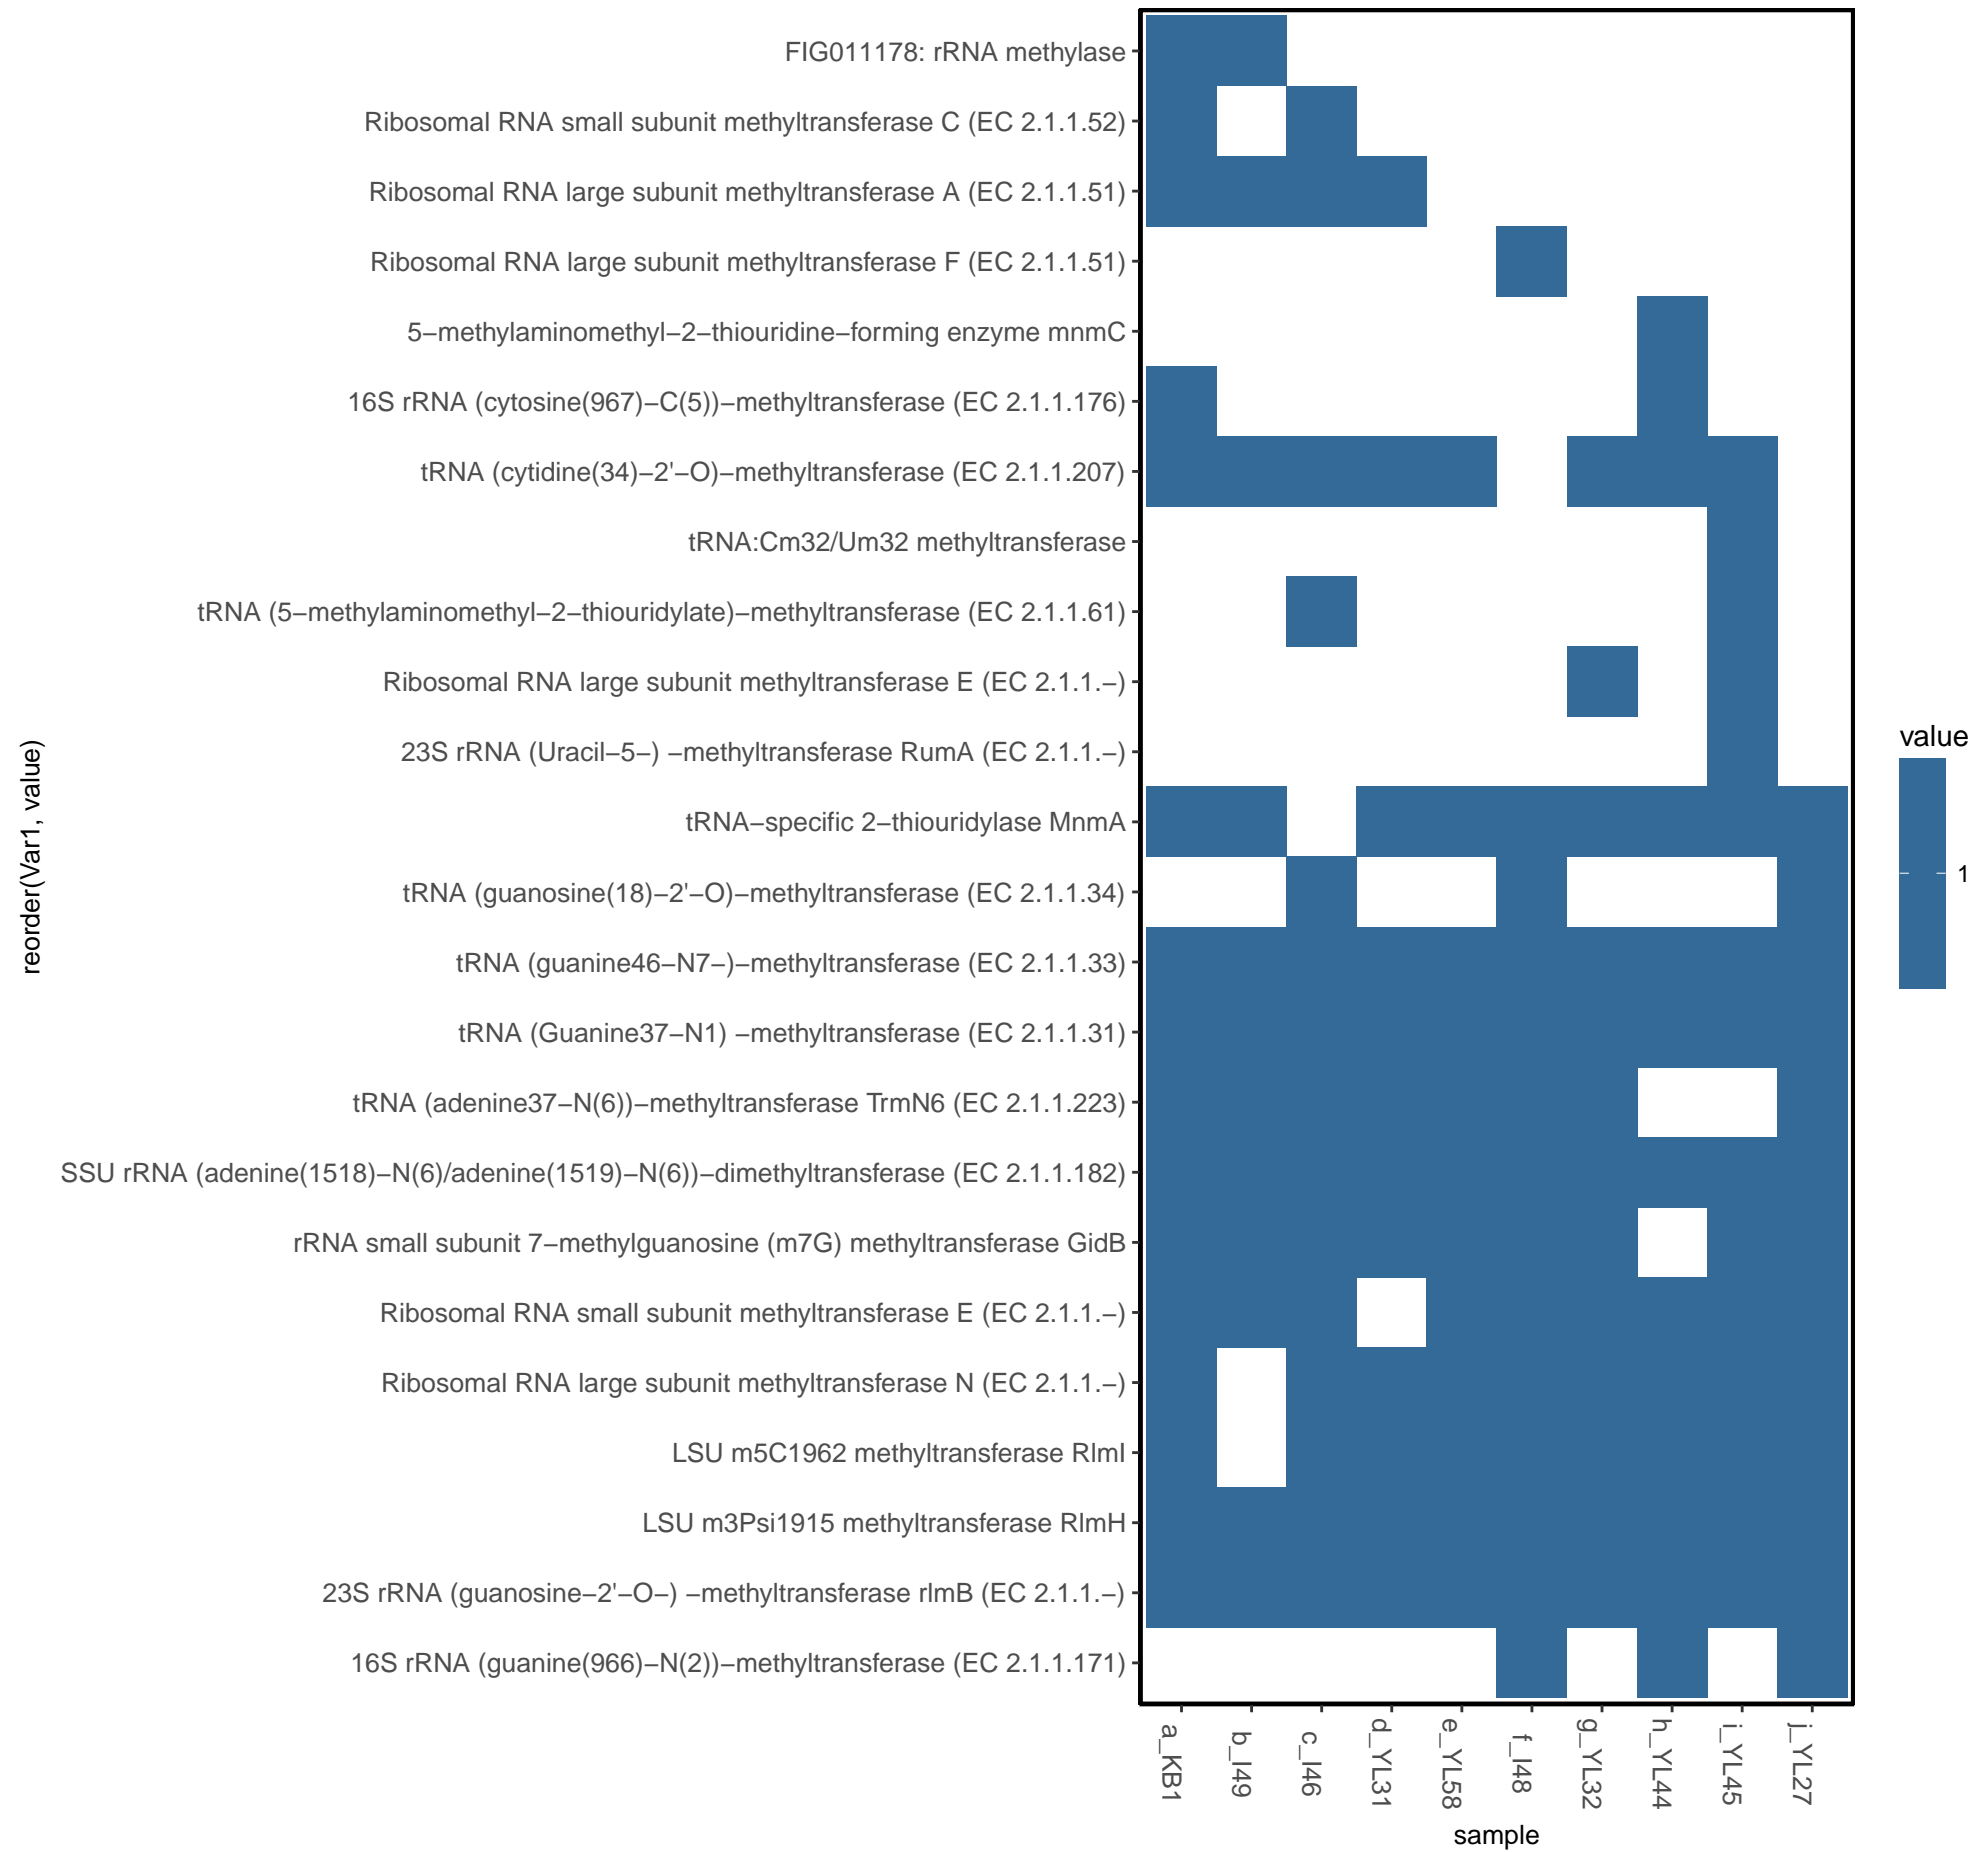 FIG011178: rRNA methylase
Ribosomal RNA small subunit methyltransferase C (EC 2.1.1.52)
Ribosomal RNA large subunit methyltransferase A (EC 2.1.1.51)
Ribosomal RNA large subunit methyltransferase F (EC 2.1.1.51)
5−methylaminomethyl−2−thiouridine−forming enzyme mnmC
16S rRNA (cytosine(967)−C(5))−methyltransferase (EC 2.1.1.176)
tRNA (cytidine(34)−2'−O)−methyltransferase (EC 2.1.1.207)
tRNA:Cm32/Um32 methyltransferase
tRNA (5−methylaminomethyl−2−thiouridylate)−methyltransferase (EC 2.1.1.61)
Ribosomal RNA large subunit methyltransferase E (EC 2.1.1.−)
23S rRNA (Uracil−5−) −methyltransferase RumA (EC 2.1.1.−)
tRNA−specific 2−thiouridylase MnmA
tRNA (guanosine(18)−2'−O)−methyltransferase (EC 2.1.1.34)
tRNA (guanine46−N7−)−methyltransferase (EC 2.1.1.33)
tRNA (Guanine37−N1) −methyltransferase (EC 2.1.1.31)
tRNA (adenine37−N(6))−methyltransferase TrmN6 (EC 2.1.1.223)
SSU rRNA (adenine(1518)−N(6)/adenine(1519)−N(6))−dimethyltransferase (EC 2.1.1.182)
rRNA small subunit 7−methylguanosine (m7G) methyltransferase GidB
Ribosomal RNA small subunit methyltransferase E (EC 2.1.1.−)
Ribosomal RNA large subunit methyltransferase N (EC 2.1.1.−)
LSU m5C1962 methyltransferase RlmI
LSU m3Psi1915 methyltransferase RlmH
23S rRNA (guanosine−2'−O−) −methyltransferase rlmB (EC 2.1.1.−)
16S rRNA (guanine(966)−N(2))−methyltransferase (EC 2.1.1.171)
reorder(Var1, value)
a_KB1
b_I49
c_I46
d_YL31
e_YL58
f_I48
g_YL32
h_YL44
i_YL45
j_YL27
sample
value
1